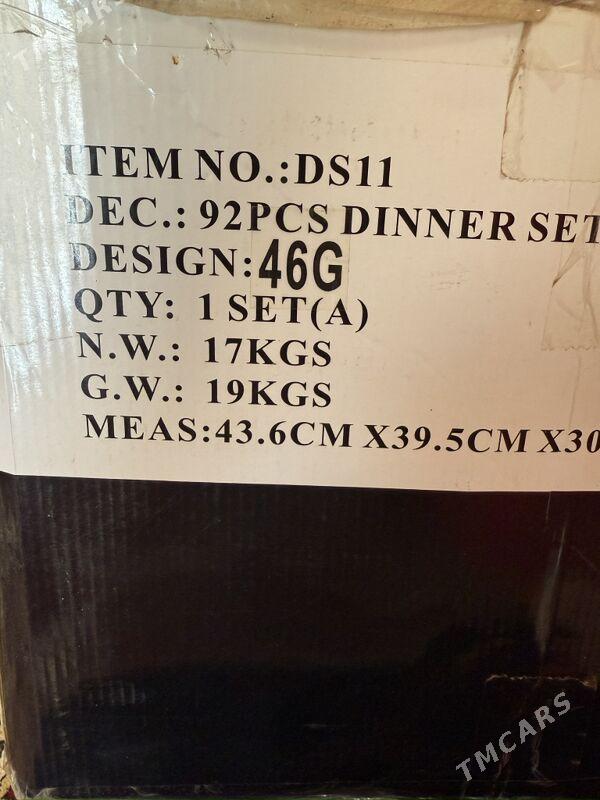 TMCARS
ITEM NO.:DS11
DEC.: 92PCS DINNER SET
DESIGN:46G
QTY: 1 SET(A)
N.W.: 17KGS
G.W.: 19KGS
MEAS:43.6CM X39.5CM X30
TMCARS